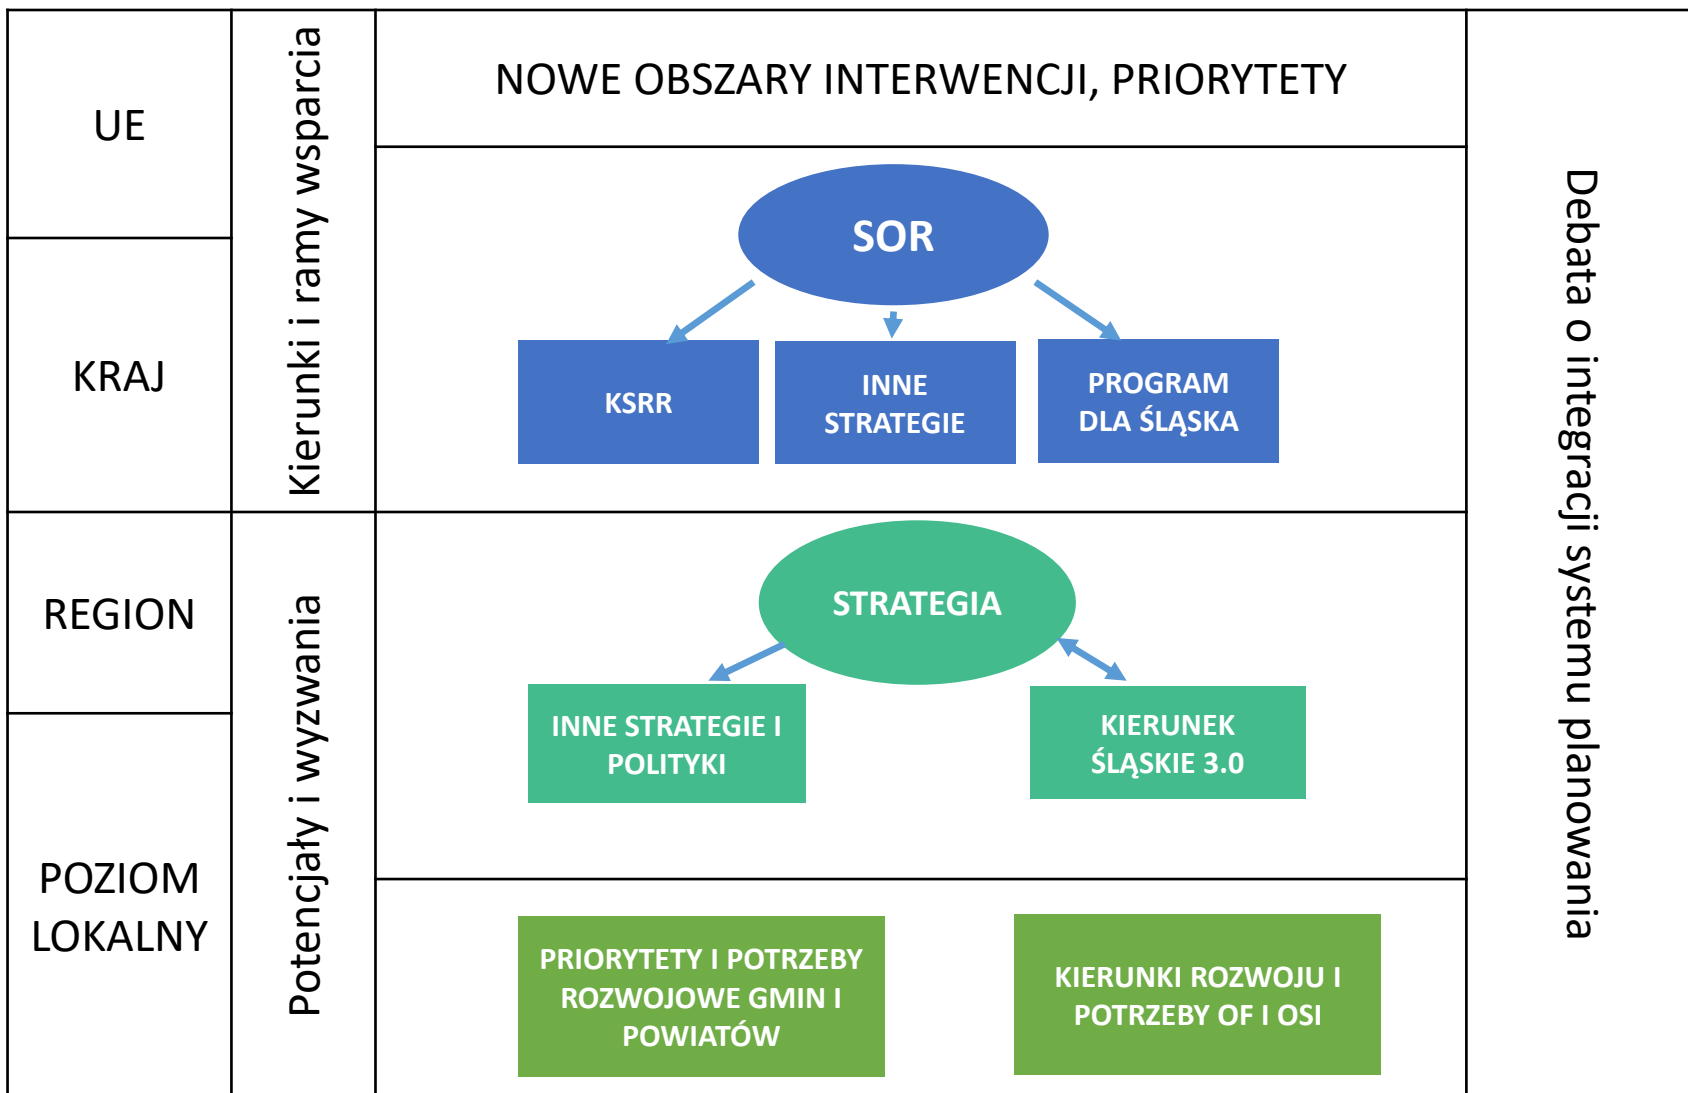 UE
KRAJ
REGION
POZIOM
LOKALNY
Kierunki i ramy wsparcia
Potencjały i wyzwania
NOWE OBSZARY INTERWENCJI, PRIORYTETY
SOR
KSRR
INNE
STRATEGIE
PROGRAM
DLA ŚLĄSKA
STRATEGIA
INNE STRATEGIE I
POLITYKI
KIERUNEK
ŚLĄSKIE 3.0
PRIORYTETY I POTRZEBY
ROZWOJOWE GMIN I
POWIATÓW
KIERUNKI ROZWOJU I
POTRZEBY OF I OSI
Debata o integracji systemu planowania